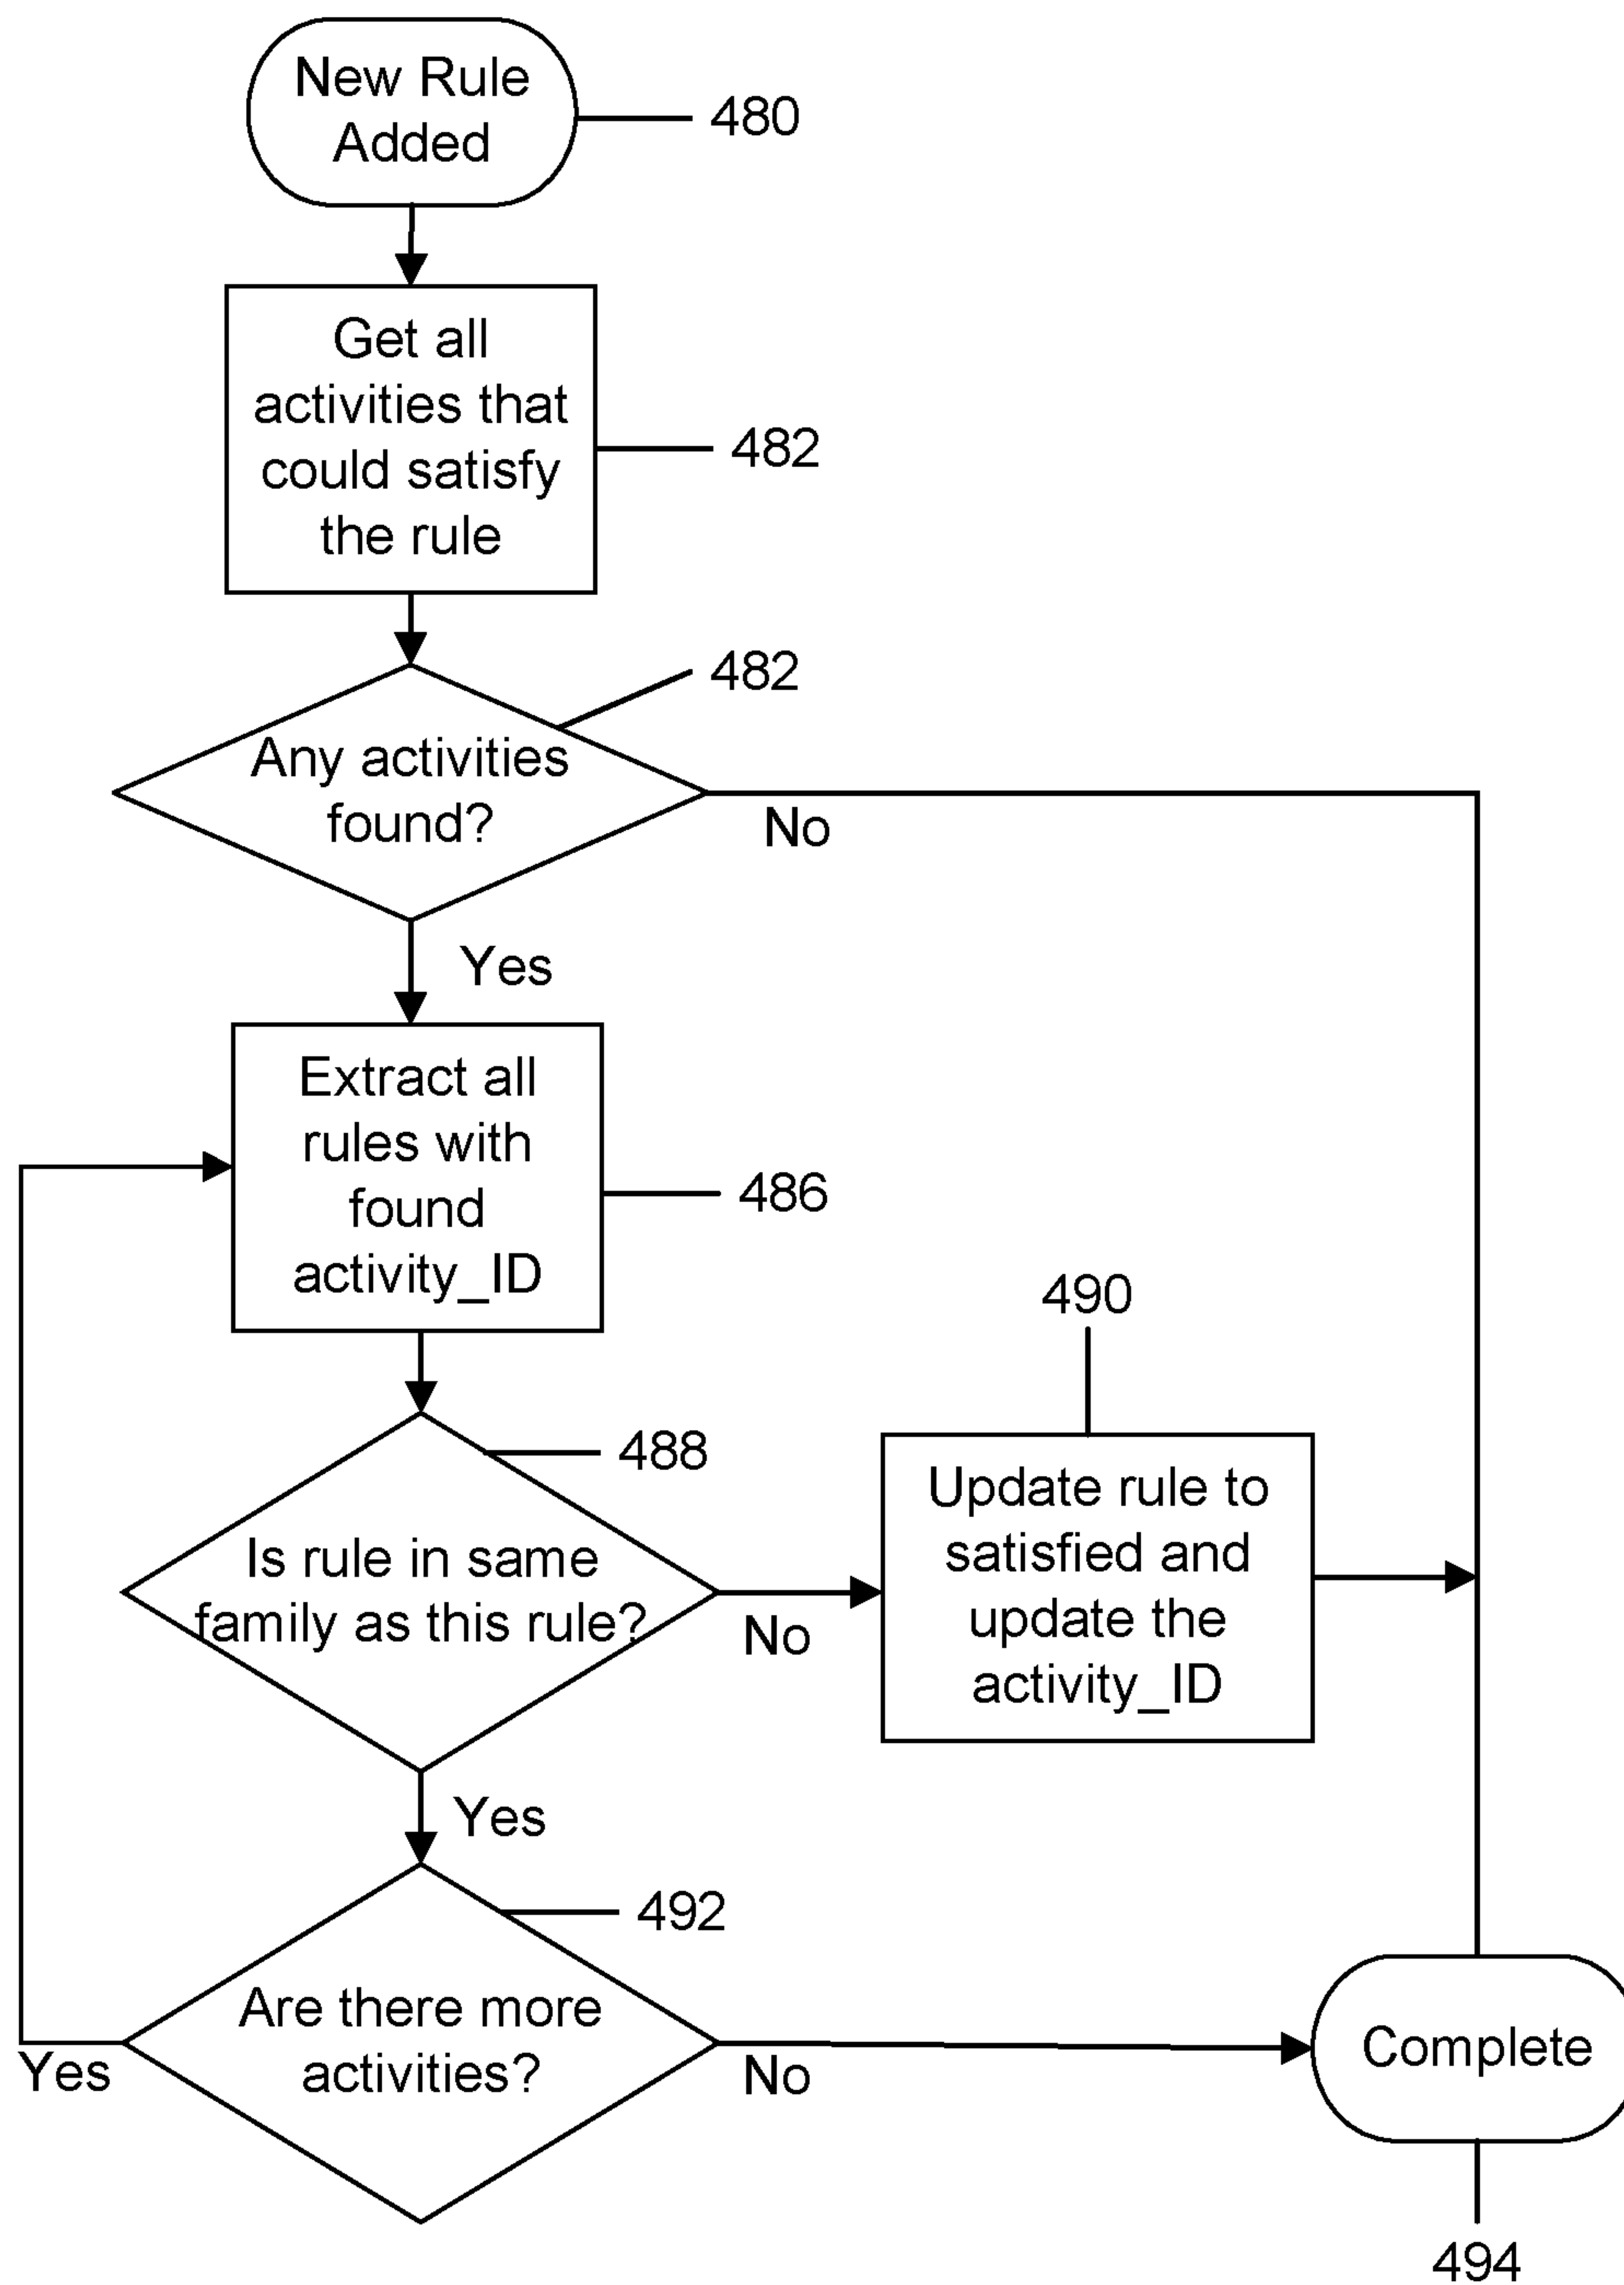 New Rule
Added
480
Get all
activities that
could satisfy
the rule
482
482
Any activities
found?
No
Yes
Extract all
rules with
found
activity_ID
486
490
488
Is rule in same
family as this rule?
No
Update rule to
satisfied and
update the
activity_ID
Yes
492
Are there more
activities?
Yes
No
Complete
494